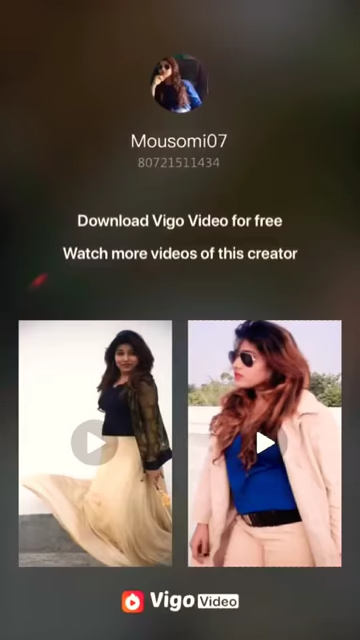 Mousomi07
80721511434
Download Vigo Video for free
Watch more videos of this creator
Vigo Video